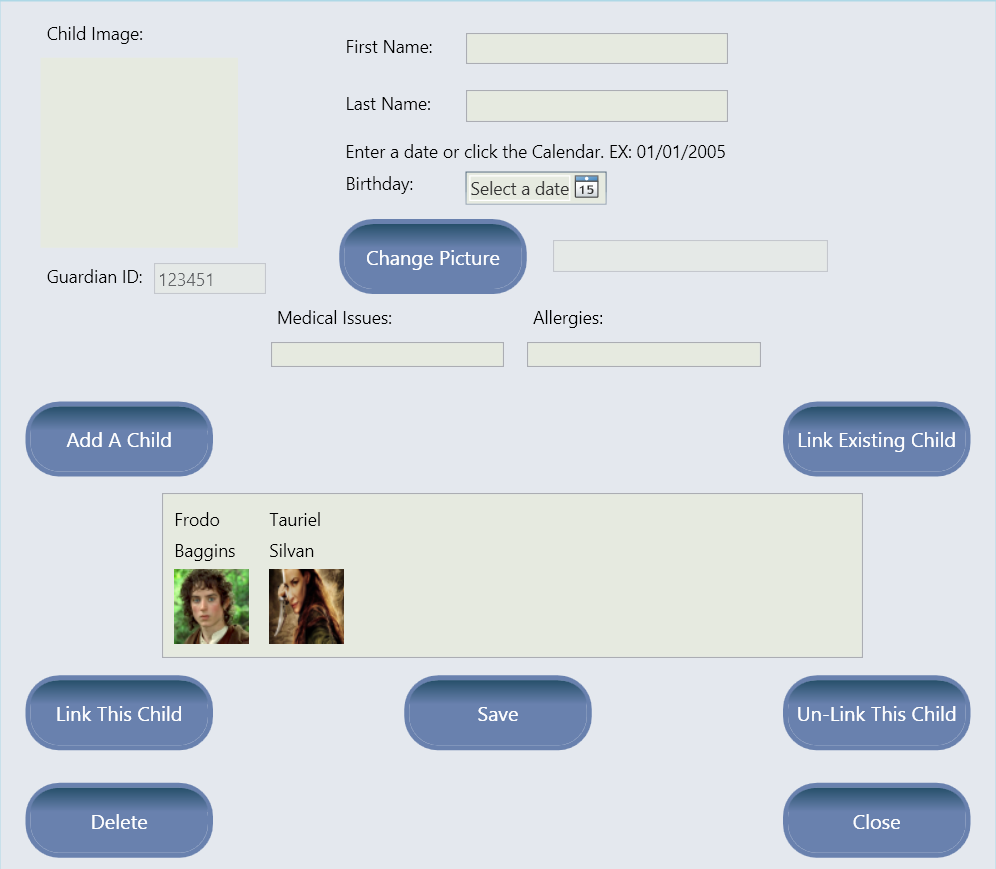 Child Image:
First Name:
Last Name:
Enter a date or click the Calendar. EX: 01/01/2005
Birthday:
Select a date
15
Change Picture
Guardian ID:
123451
Medical Issues:
Allergies:
Add A Child
Link Existing Child
Frodo
Baggins
Tauriel
Silvan
Link This Child
Save
Un-Link This Child
Delete
Close